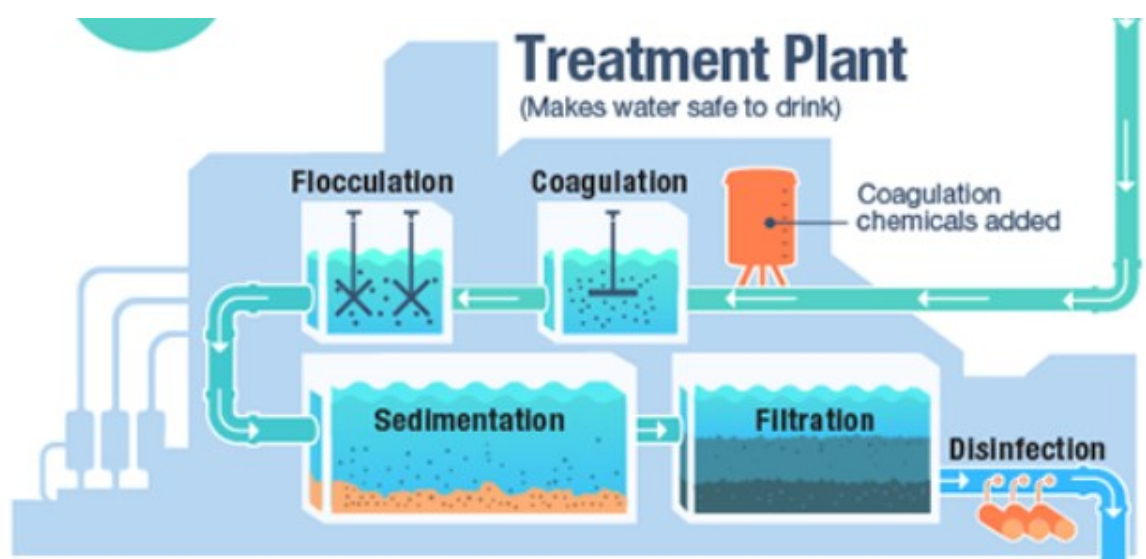 Treatment Plant
(Makes water safe to drink)
Flocculation
Coagulation
Coagulation
chemicals added
Sedimentation
Filtration
Disinfection